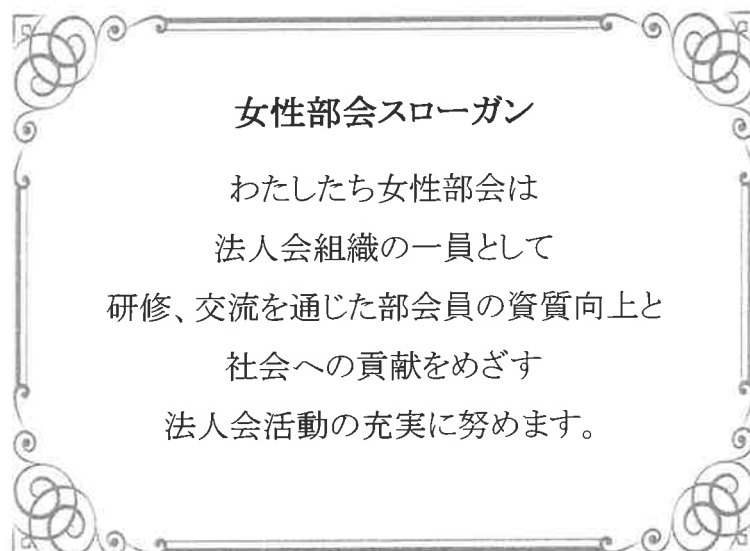 女性部会スローガン
わたしたち女性部会は
法人会組織の一員として
研修、交流を通じた部会員の資質向上と
社会への貢献をめざす
法人会活動の充実に努めます。